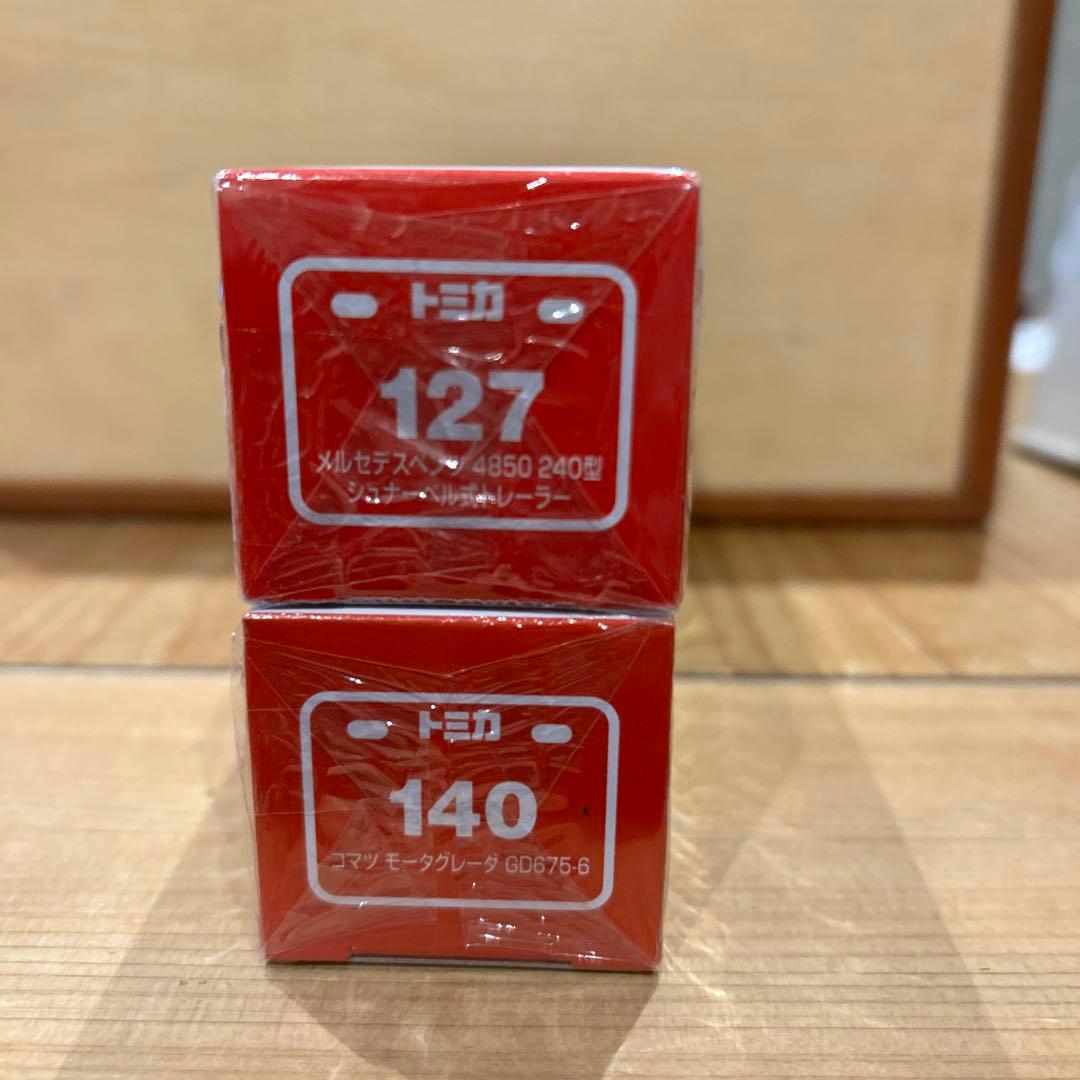 トミカ
127
メルセデスベンツ 4850 240型
シュナーベル式トレーラー
トミカ
140
コマツ モータグレーダ GD675-6